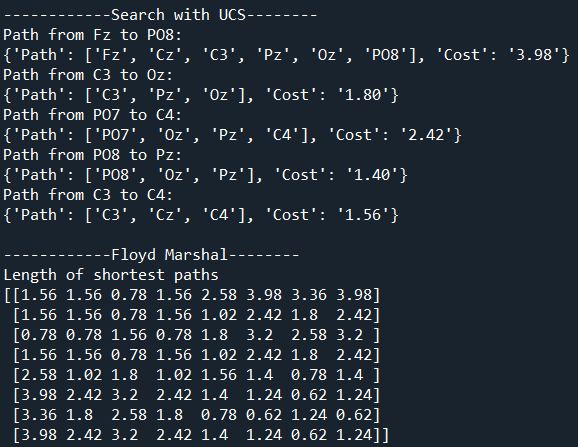 ------------Search with UCS--------
Path from Fz to PO8:
{'Path': ['Fz', 'Cz', 'C3', 'Pz', 'Oz', 'PO8'], 'Cost': '3.98'}
Path from C3 to Oz:
{'Path': ['C3', 'Pz', 'Oz'], 'Cost': '1.80'}
Path from PO7 to C4:
{'Path': ['PO7', 'Oz', 'Pz', 'C4'], 'Cost': '2.42'}
Path from PO8 to Pz:
{'Path': ['PO8', 'Oz', 'Pz'], 'Cost': '1.40'}
Path from C3 to C4:
{'Path': ['C3', 'Cz', 'C4'], 'Cost': '1.56'}

------------Floyd Marshal--------
Length of shortest paths
[[1.56 1.56 0.78 1.56 2.58 3.98 3.36 3.98]
 [1.56 1.56 0.78 1.56 1.02 2.42 1.8  2.42]
 [0.78 0.78 1.56 0.78 1.8  3.2  2.58 3.2 ]
 [1.56 1.56 0.78 1.56 1.02 2.42 1.8  2.42]
 [2.58 1.02 1.8  1.02 1.56 1.4  0.78 1.4 ]
 [3.98 2.42 3.2  2.42 1.4  1.24 0.62 1.24]
 [3.36 1.8  2.58 1.8  0.78 0.62 1.24 0.62]
 [3.98 2.42 3.2  2.42 1.4  1.24 0.62 1.24]]